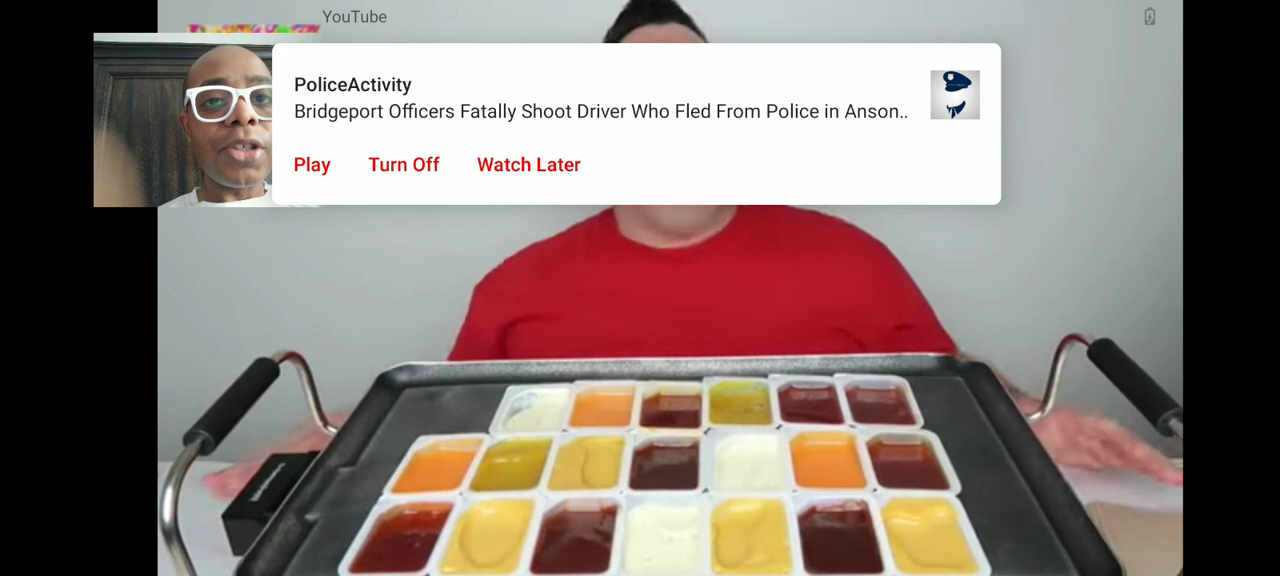 YouTube
PoliceActivity
Bridgeport Officers Fatally Shoot Driver Who Fled From Police in Anson..
Play Turn Off Watch Later